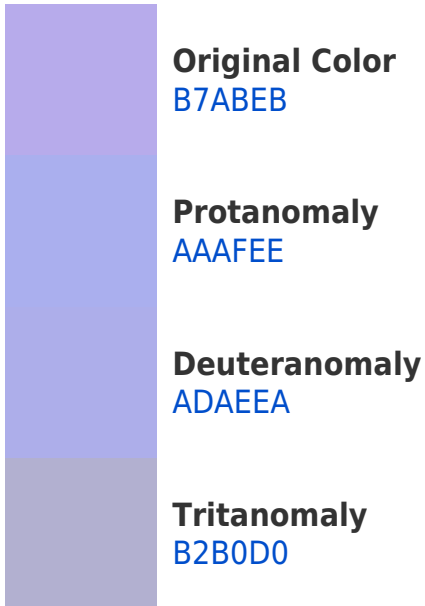 Original Color
B7ABEB
Protanomaly
AAAFEE
Deuteranomaly
ADAEEA
Tritanomaly
B2B0D0